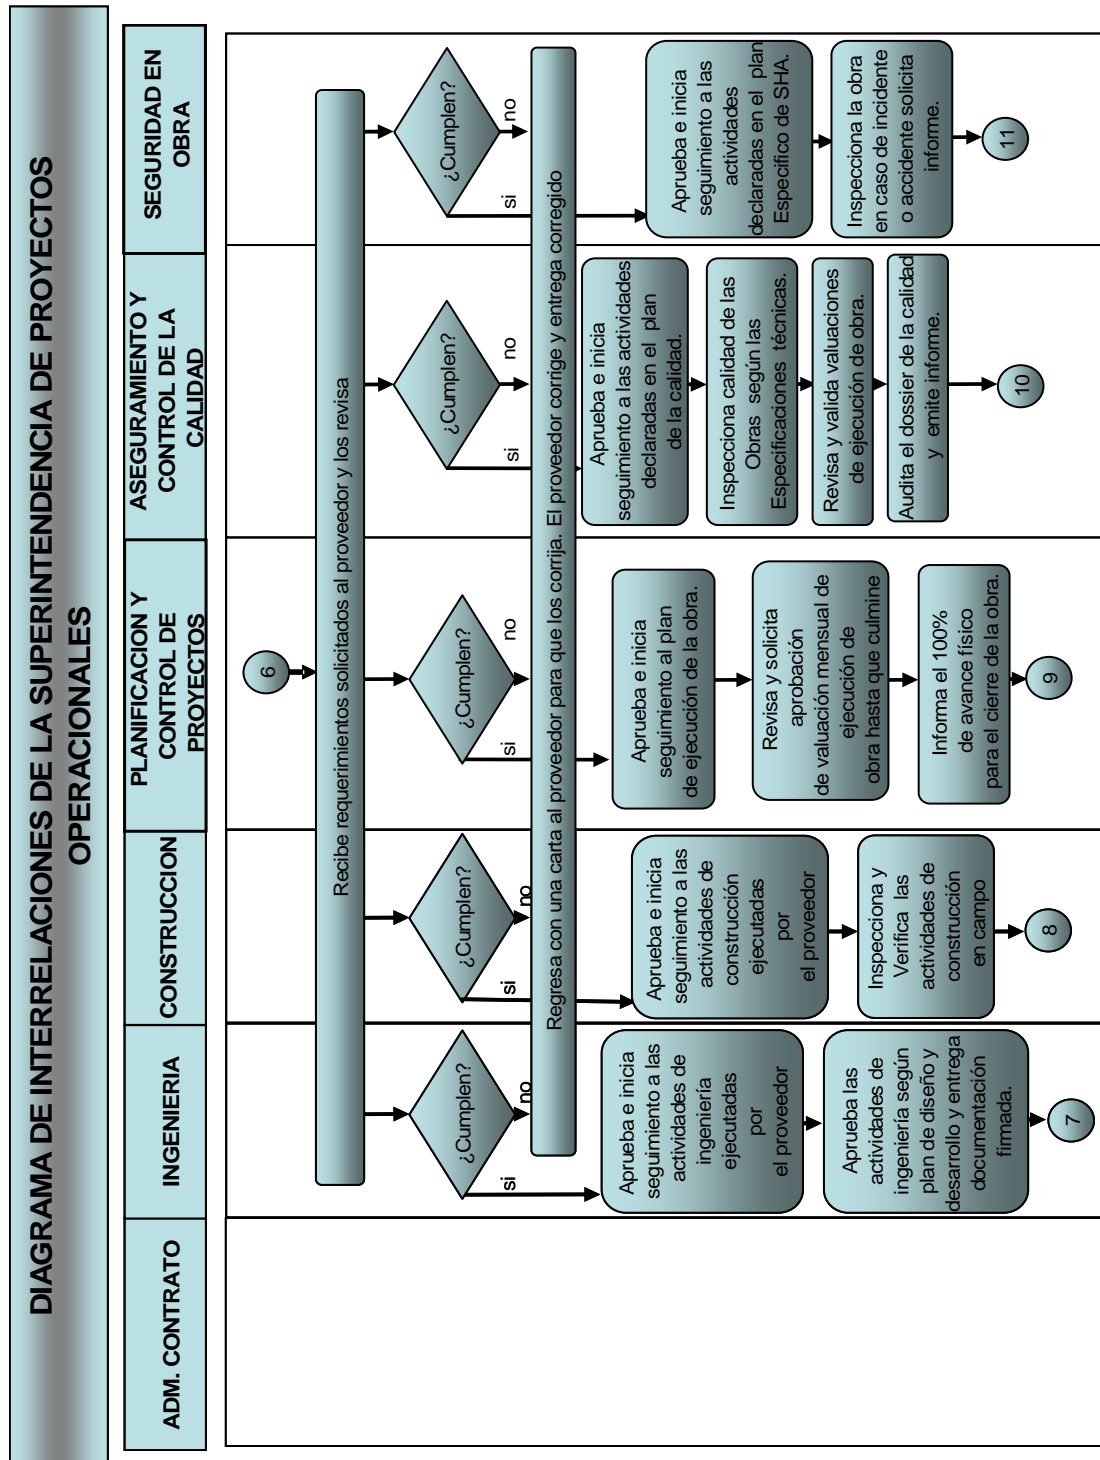 DIAGRAMA DE INTERRELACIONES DE LA SUPERINTENDENCIA DE PROYECTOS
OPERACIONALES
ADM. CONTRATO
INGENIERIA
CONSTRUCCION
PLANIFICACION Y
CONTROL DE
PROYECTOS
ASEGURAMIENTO Y
CONTROL DE LA
CALIDAD
SEGURIDAD EN
OBRA
6
Recibe requerimientos solicitados al proveedor y los revisa
¿Cumplen?
si
no
¿Cumplen?
si
no
¿Cumplen?
si
no
¿Cumplen?
si
no
¿Cumplen?
si
no
Regresa con una carta al proveedor para que los corrija. El proveedor corrige y entrega corregido
Aprueba e inicia
seguimiento a las
actividades de
ingeniería
ejecutadas
por
el proveedor
Aprueba las
actividades de
ingeniería según
plan de diseño y
desarrollo y entrega
documentación
firmada.
7
Aprueba e inicia
seguimiento a las
actividades de
construcción
ejecutadas
por
el proveedor
Inspecciona y
Verifica las
actividades de
construcción
en campo
8
Aprueba e inicia
seguimiento al plan
de ejecución de la obra.
Revisa y solicita
aprobación
de valuación mensual de
ejecución de
obra hasta que culmine
Informa el 100%
de avance físico
para el cierre de la obra.
9
Aprueba e inicia
seguimiento a las actividades
declaradas en el plan
de la calidad.
Inspecciona calidad de las
Obras según las
Especificaciones técnicas.
Revisa y valida valuaciones
de ejecución de obra.
Audita el dossier de la calidad
y emite informe.
10
Aprueba e inicia
seguimiento a las
actividades
declaradas en el plan
Especifico de SHA.
Inspecciona la obra
en caso de incidente
o accidente solicita
informe.
11